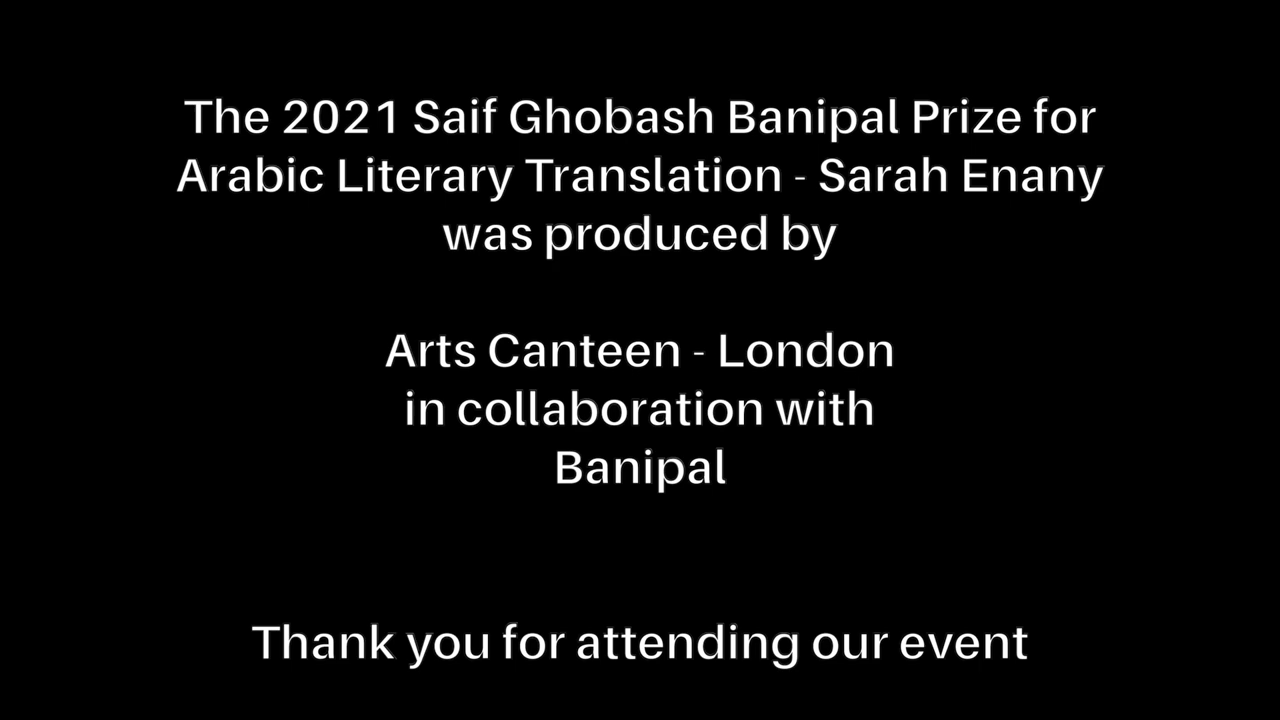 The 2021 Saif Ghobash Banipal Prize for
Arabic Literary Translation - Sarah Enany
was produced by
Arts Canteen - London
in collaboration with
Banipal
Thank you for attending our event